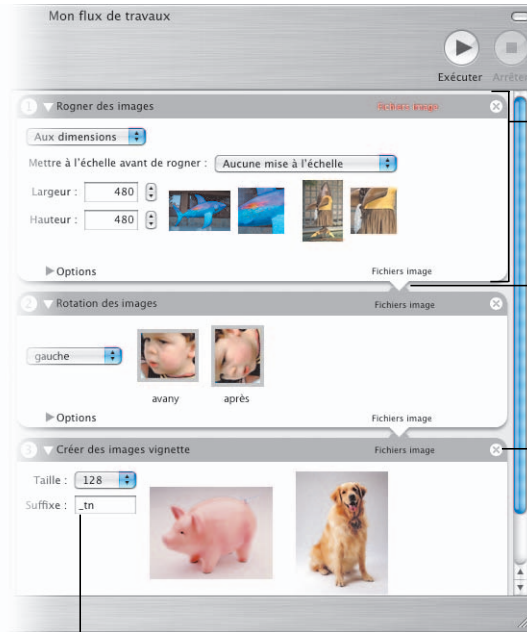 Mon flux de travaux
Exécuter Arrêter
1 Rogner des images Fichiers image
Aux dimensions
Mettre à l'échelle avant de rogner : Aucune mise à l'échelle
Largeur : 480
Hauteur : 480
Options Fichiers image
2 Rotation des images Fichiers image
gauche
avany après
Options Fichiers image
3 Créer des images vignette Fichiers image
Taille : 128
Suffixe : _tn